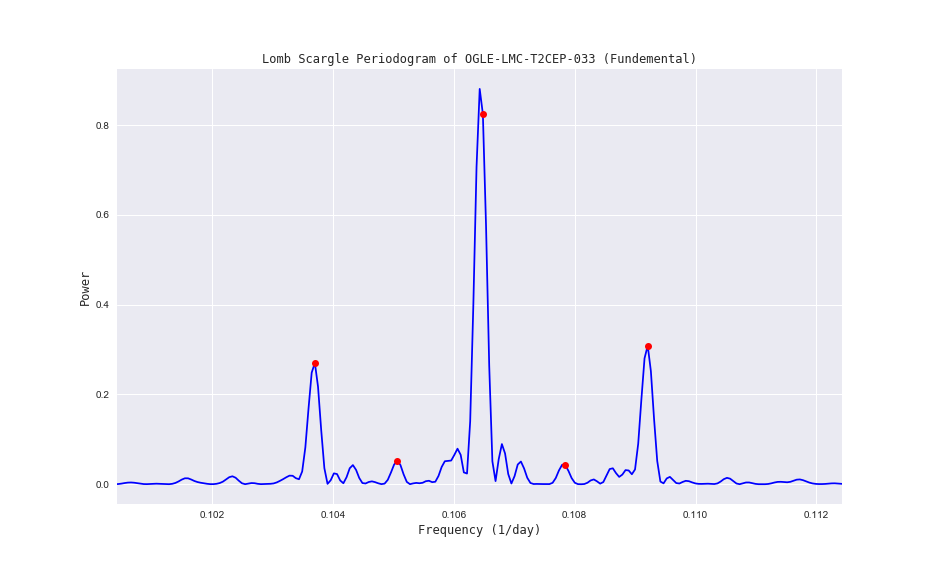 Lomb Scargle Periodogram of OGLE-LMC-T2CEP-033 (Fundemental)
0.8
0.6
0.4
0.2
0.0
Power
0.102 0.104 0.106 0.108 0.110 0.112
Frequency (1/day)